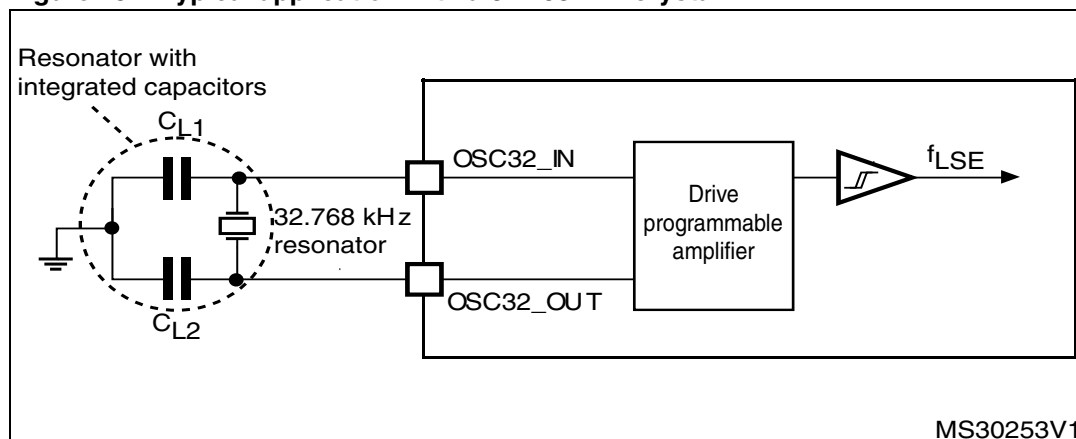 Resonator with
integrated capacitors
CL1
OSC32_IN
fLSE
Drive
programmable
amplifier
32.768 kHz
resonator
OSC32_OUT
CL2
MS30253V1